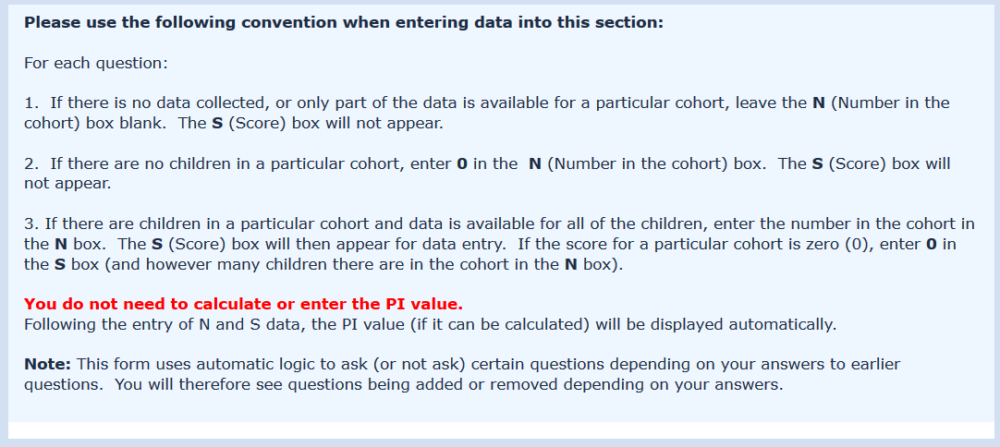 Please use the following convention when entering data into this section:
For each question:
1.  If there is no data collected, or only part of the data is available for a particular cohort, leave the N (Number in the
cohort) box blank.  The S (Score) box will not appear.
2.  If there are no children in a particular cohort, enter 0 in the  N (Number in the cohort) box.  The S (Score) box will
not appear.
3. If there are children in a particular cohort and data is available for all of the children, enter the number in the cohort in
the N box.  The S (Score) box will then appear for data entry.  If the score for a particular cohort is zero (0), enter 0 in
the S box (and however many children there are in the cohort in the N box).
You do not need to calculate or enter the PI value.
Following the entry of N and S data, the PI value (if it can be calculated) will be displayed automatically.
Note: This form uses automatic logic to ask (or not ask) certain questions depending on your answers to earlier
questions.  You will therefore see questions being added or removed depending on your answers.